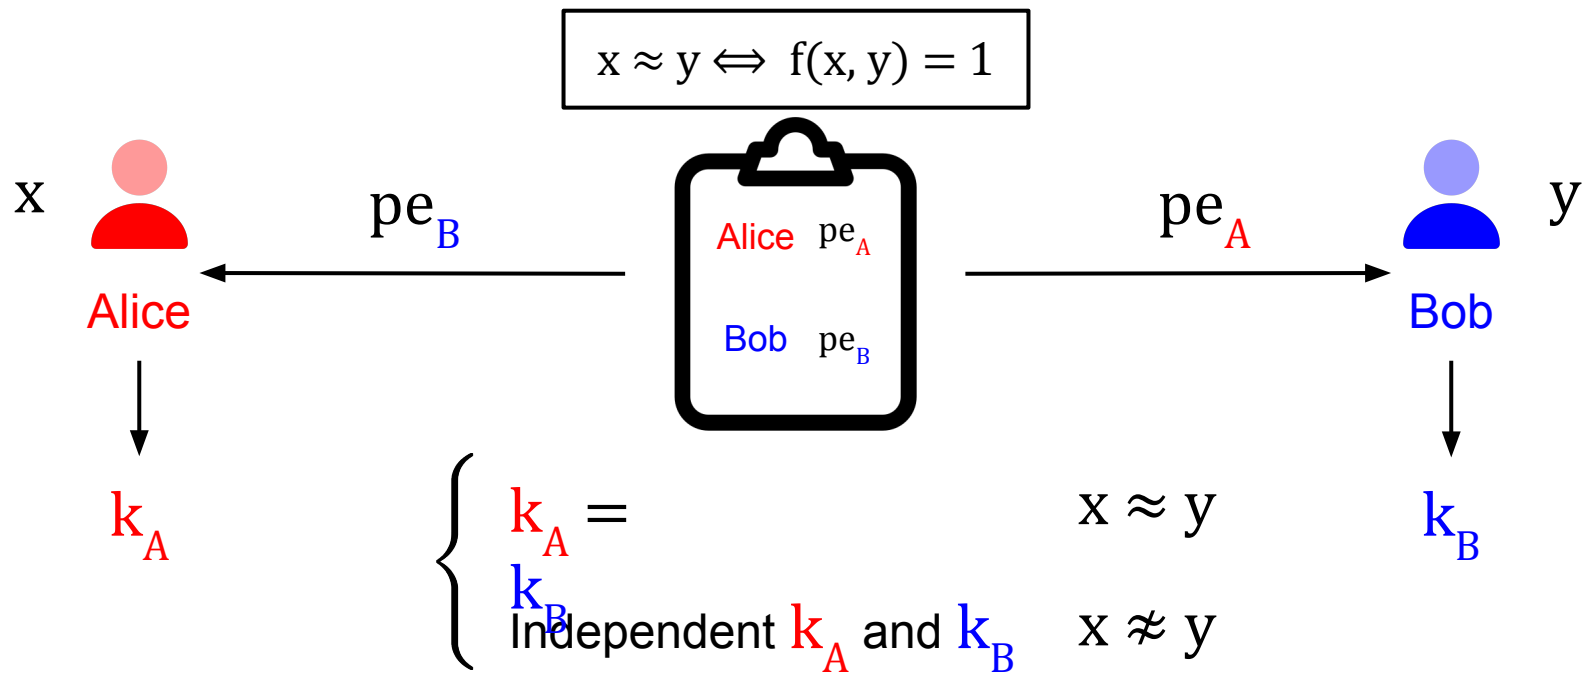 x ≈ y ⟺ f(x, y) = 1
x
pe_B
Alice pe_A
Bob pe_B
pe_A
y
Alice
Bob
k_A
k_B
k_A =
k_B
x ≈ y
Independent k_A and k_B
x ≉ y